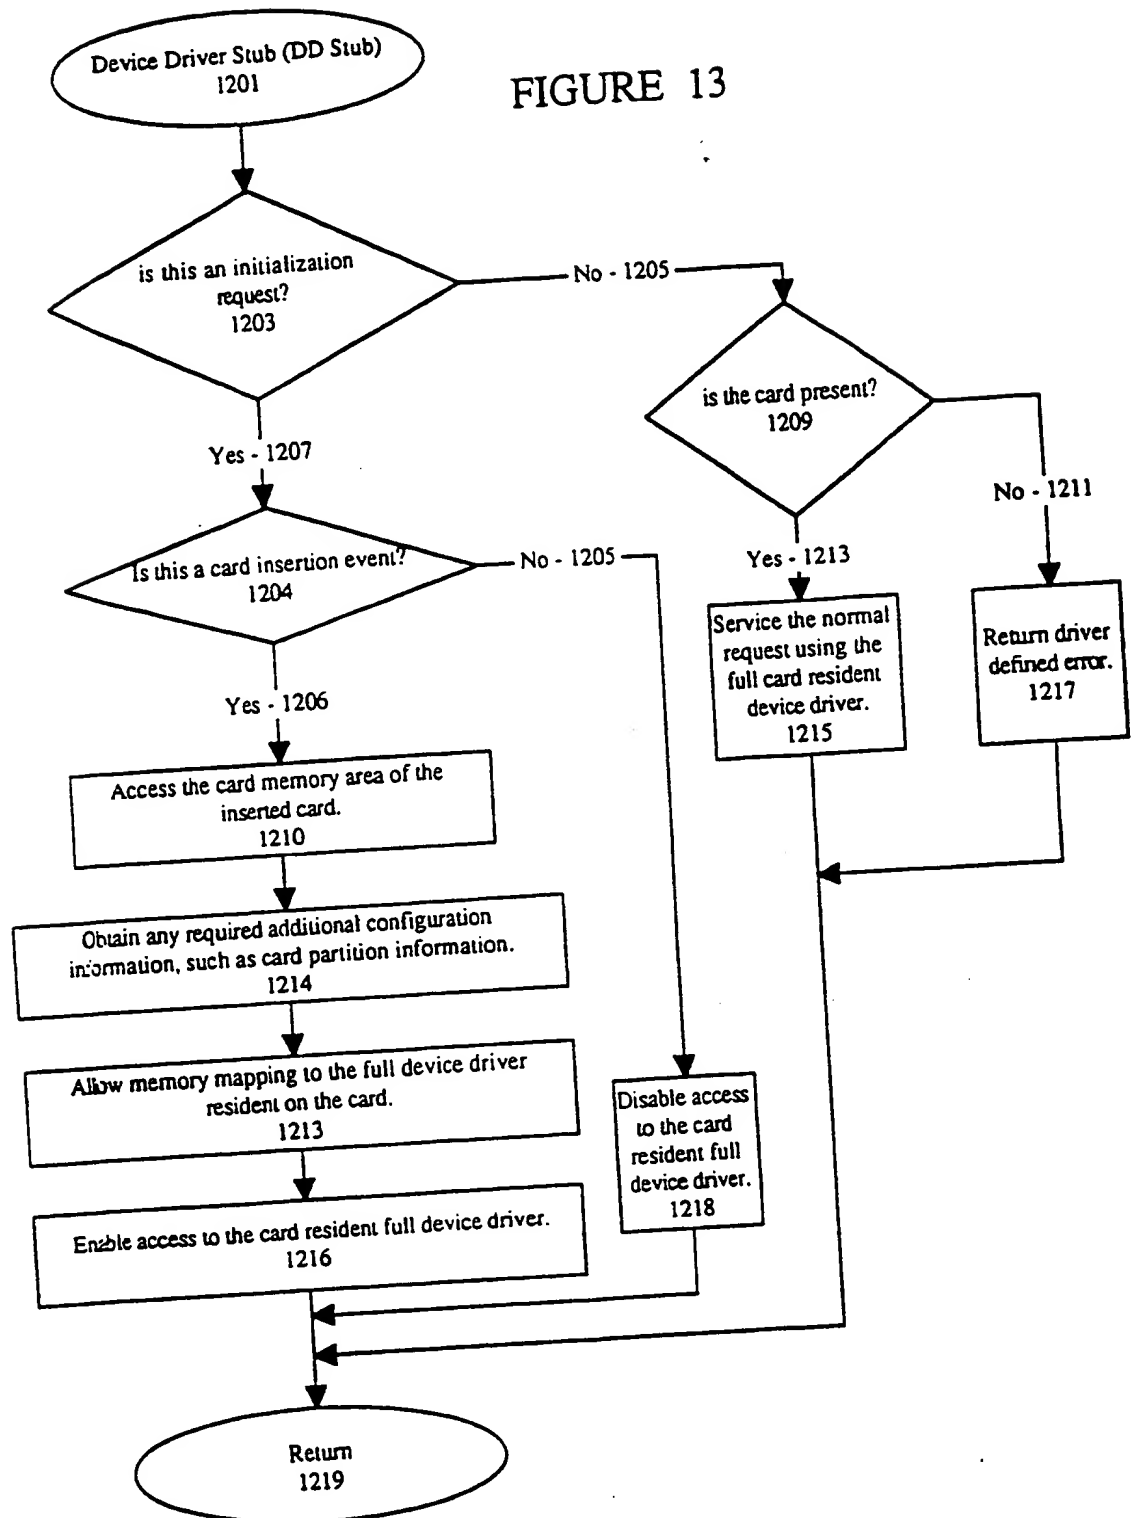 Device Driver Stub (DD Stub)
1201
FIGURE 13
is this an initialization
request?
1203
No - 1205
is the card present?
1209
Yes - 1207
No - 1211
Is this a card insertion event?
1204
No - 1205
Yes - 1213
Service the normal
request using the
full card resident
device driver.
1215
Return driver
defined error.
1217
Yes - 1206
Access the card memory area of the
inserted card.
1210
Obtain any required additional configuration
information, such as card partition information.
1214
Allow memory mapping to the full device driver
resident on the card.
1213
Disable access
to the card
resident full
device driver.
1218
Enable access to the card resident full device driver.
1216
Return
1219